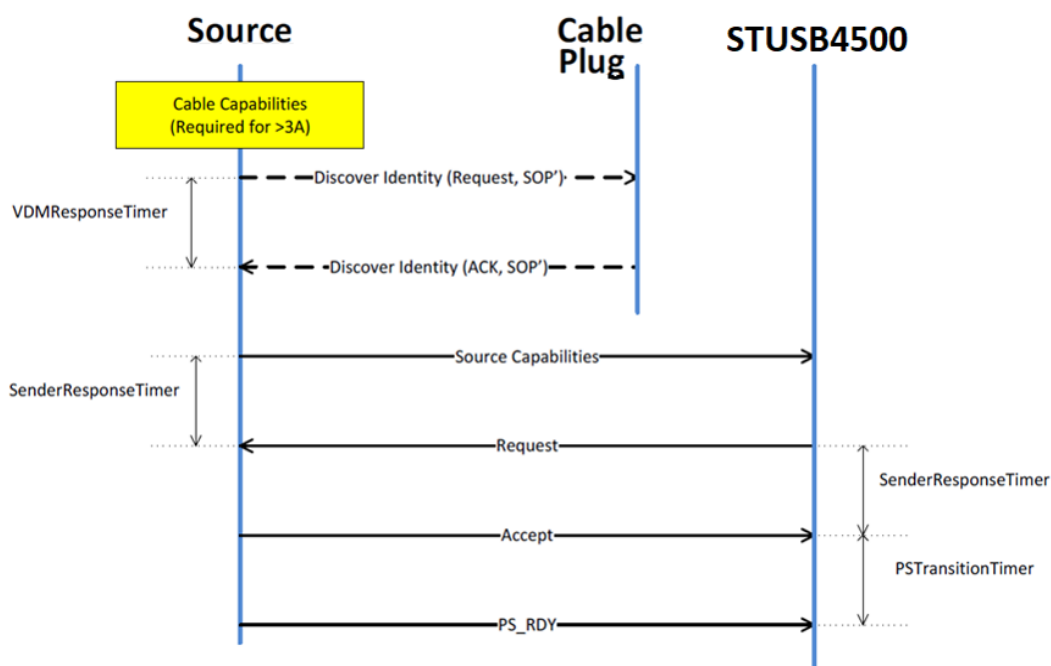 Source
Cable
Plug
STUSB4500
Cable Capabilities
(Required for >3A)
Discover Identity (Request, SOP')
VDMResponseTimer
Discover Identity (ACK, SOP')
Source Capabilities
SenderResponseTimer
Request
SenderResponseTimer
Accept
PSTransitionTimer
PS_RDY